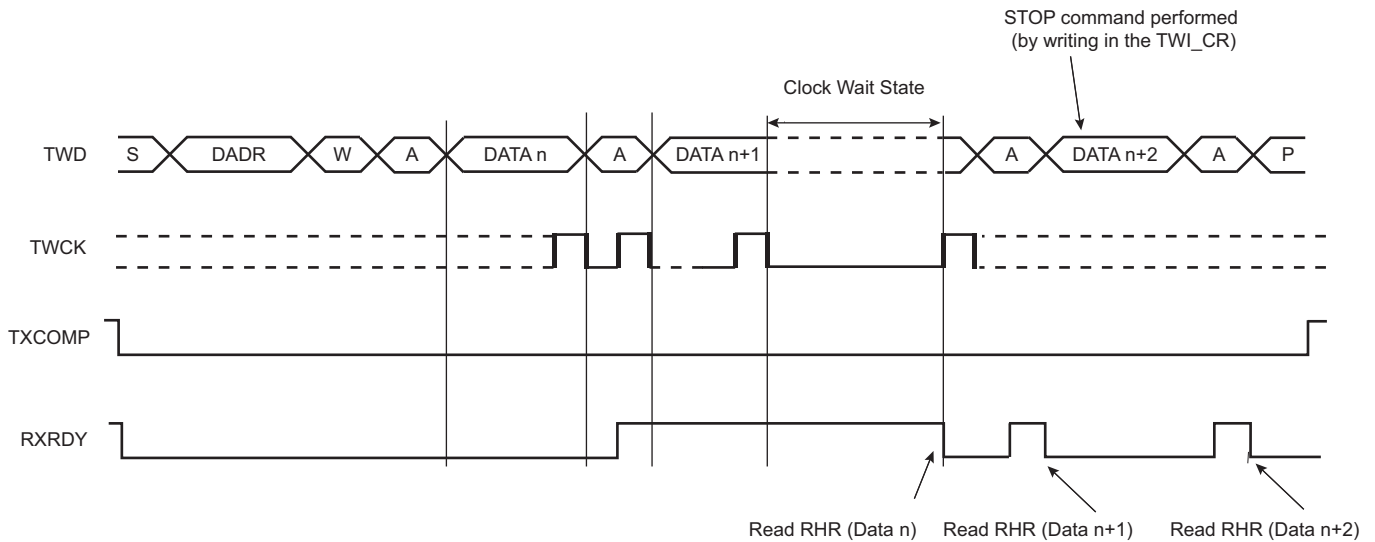 STOP command performed
(by writing in the TWI_CR)
Clock Wait State
TWD S DADR W A DATA n A DATA n+1 A DATA n+2 A P
TWCK
TXCOMP
RXRDY
Read RHR (Data n) Read RHR (Data n+1) Read RHR (Data n+2)